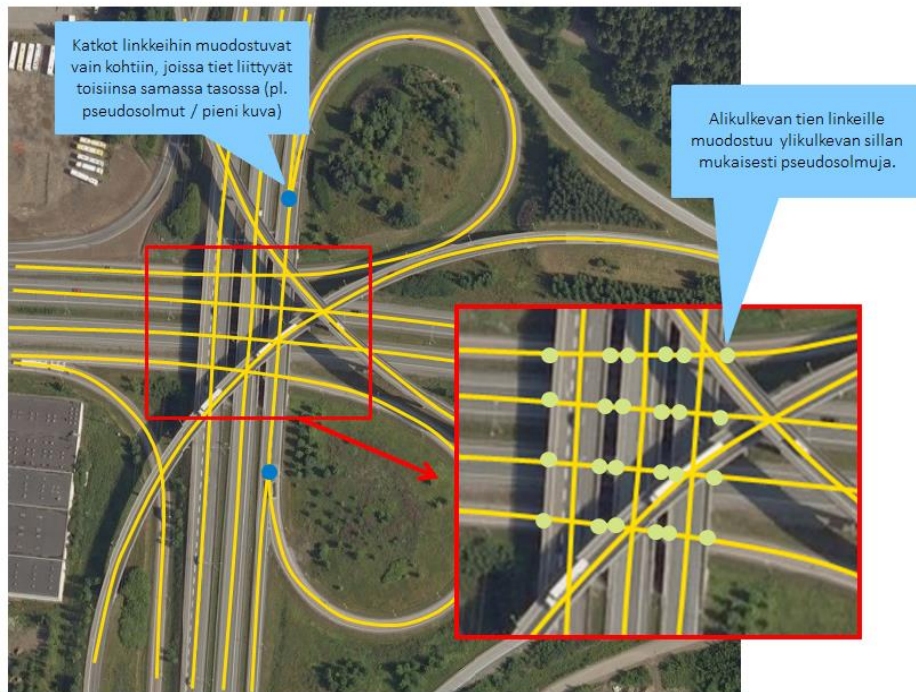 Katkot linkkeihin muodostuvat
vain kohtiin, joissa tiet liittyvät
toisiinsa samassa tasossa (pl.
pseudosolmut / pieni kuva)
Alikulkevan tien linkeille
muodostuu ylikulkevan sillan
mukaisesti pseudosolmuja.